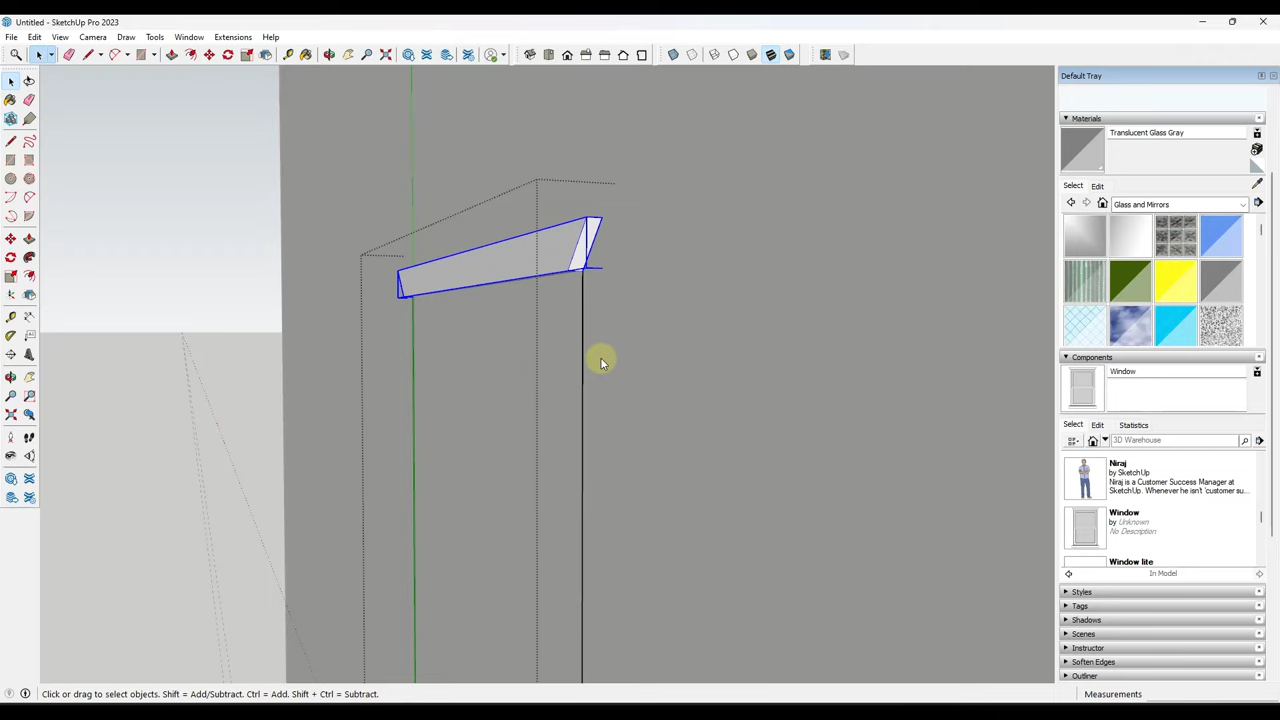 Untitled - SketchUp Pro 2023
File Edit View Camera Draw Tools Window Extensions Help
Default Tray
Materials
Translucent Glass Gray
Select Edit
Glass and Mirrors
Components
Window
Select Edit Statistics
3D Warehouse
Niraj
by SketchUp
Niraj is a Customer Success Manager at
SketchUp. Whenever he isn't 'customer su...
Window
by Unknown
No Description
Window lite
In Model
Styles
Tags
Shadows
Scenes
Instructor
Soften Edges
Outliner
Click or drag to select objects. Shift = Add/Subtract. Ctrl = Add. Shift + Ctrl = Subtract.
Measurements